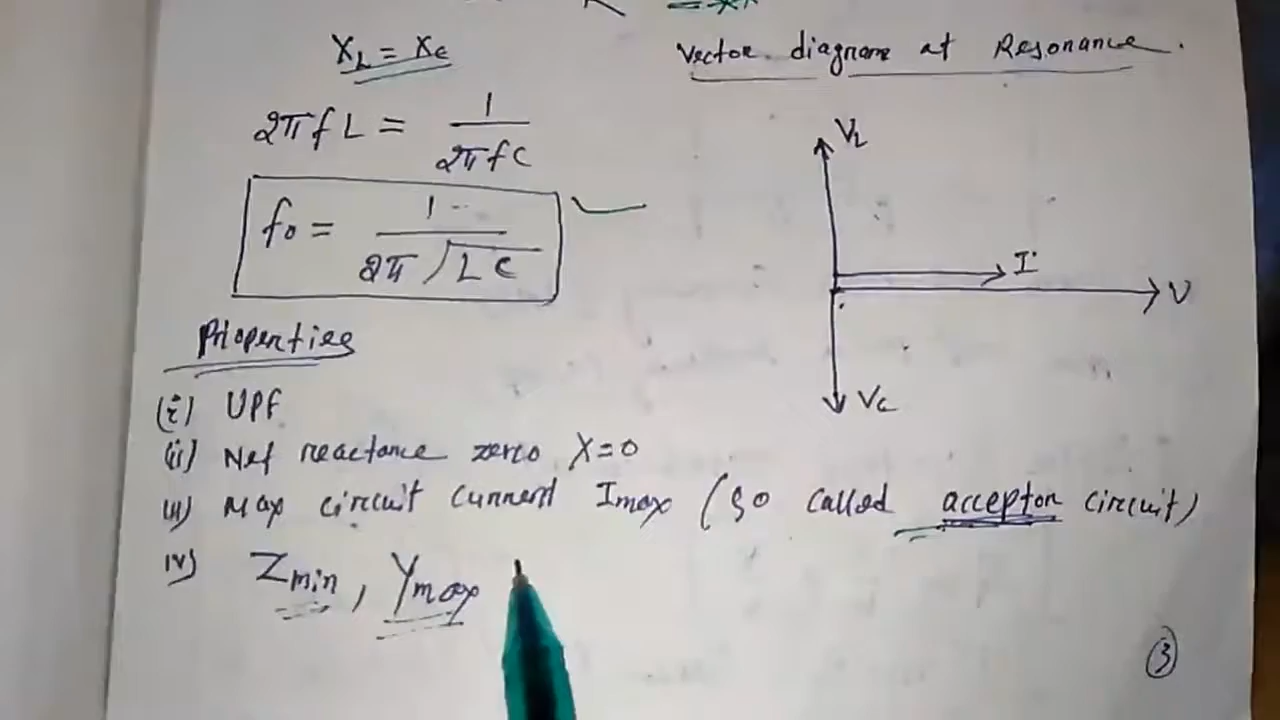 X_L = X_C
2πfL = 1 / 2πfC
f₀ = 1 / 2π√LC
Properties
(i) UPF
(ii) Net reactance zero X=0
iii) Max circuit current Imax (so called acceptor circuit)
iv) Zmin, Ymax
Vector diagram at Resonance.
V_L
I
V
V_C
3